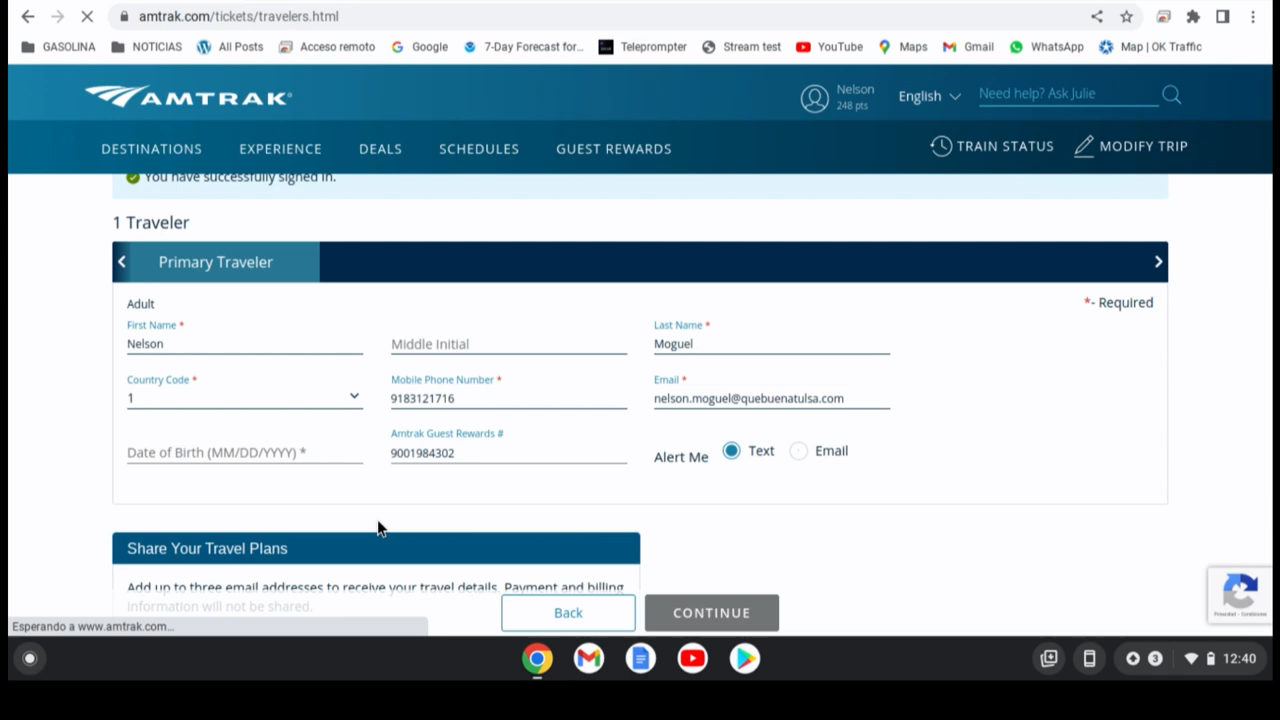 amtrak.com/tickets/travelers.html
GASOLINA NOTICIAS All Posts Acceso remoto Google 7-Day Forecast for... Teleprompter Stream test YouTube Maps Gmail WhatsApp Map | OK Traffic
AMTRAK
Nelson
248 pts
English
Need help? Ask Julie
DESTINATIONS EXPERIENCE DEALS SCHEDULES GUEST REWARDS TRAIN STATUS MODIFY TRIP
You have successfully signed in.
1 Traveler
Primary Traveler
Adult *- Required
First Name * Last Name *
Nelson Middle Initial Moguel
Country Code * Mobile Phone Number * Email *
1 9183121716 nelson.moguel@quebuenatulsa.com
Amtrak Guest Rewards #
Date of Birth (MM/DD/YYYY) * 9001984302 Alert Me Text Email
Share Your Travel Plans
Add up to three email addresses to receive your travel details. Payment and billing
information will not be shared.
Back CONTINUE
Esperando a www.amtrak.com...
3 12:40